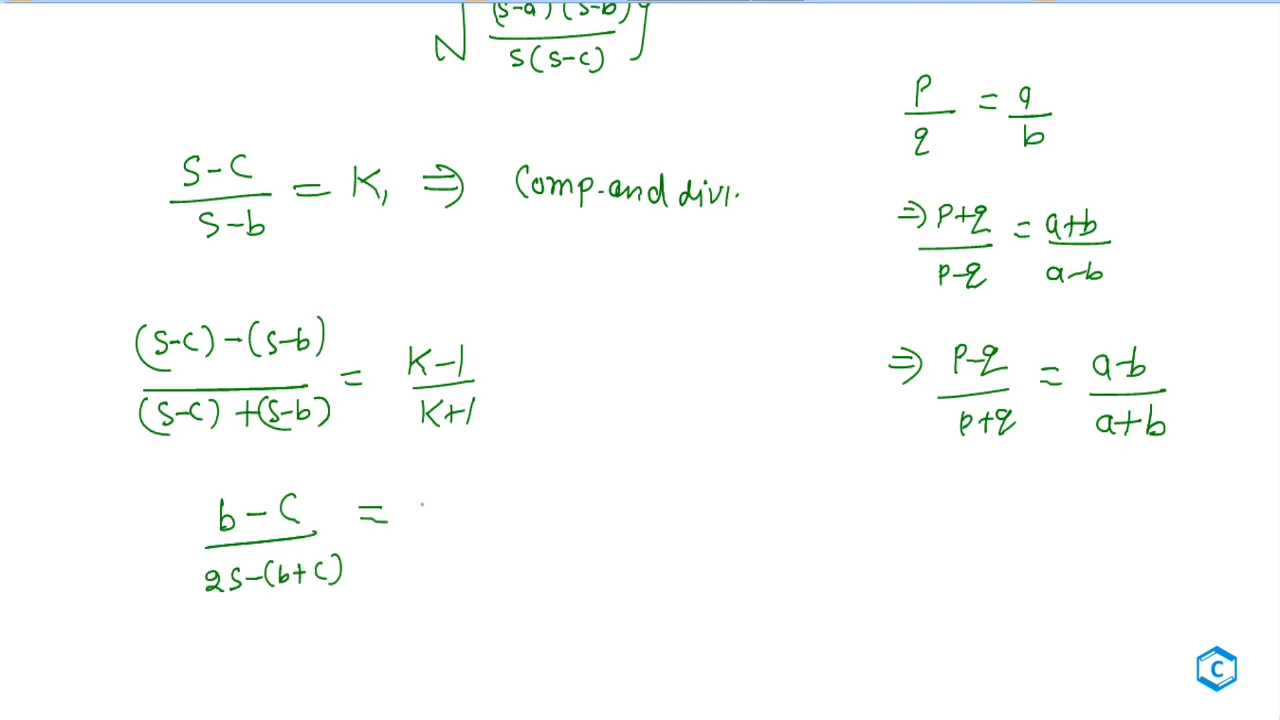 √ (s-a)(s-b) / s(s-c) }
s-c / s-b = K, ⇒ Comp. and divi.
(s-c)-(s-b) / (s-c)+(s-b) = K-1 / K+1
b-c / 2s-(b+c) =
p/q = a/b
⇒ p+q / p-q = a+b / a-b
⇒ p-q / p+q = a-b / a+b
C